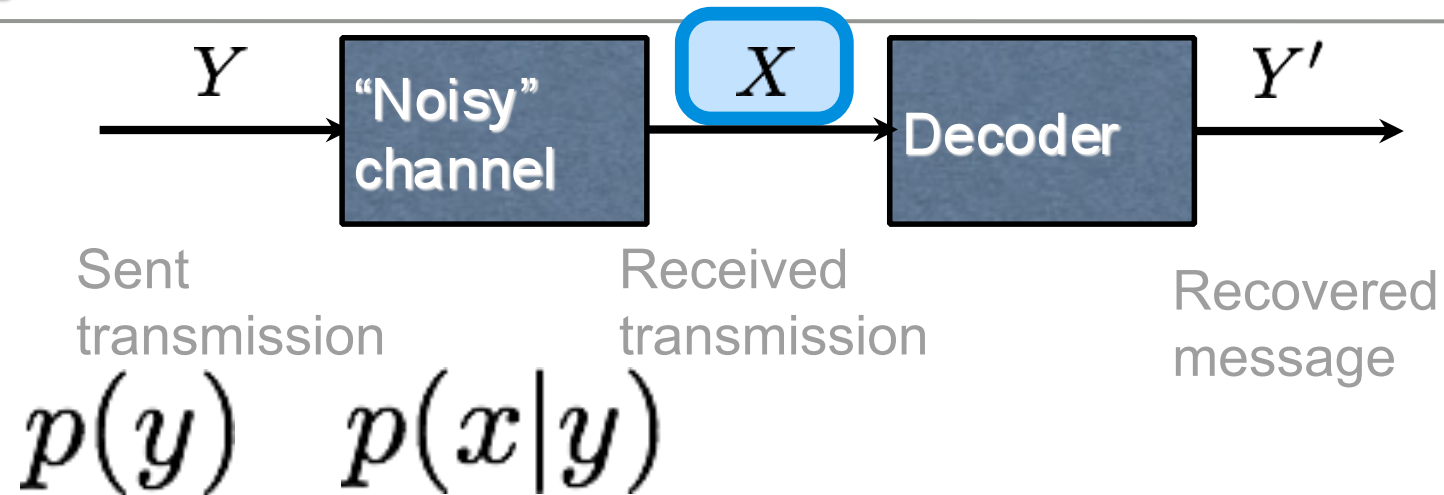 Y
“Noisy”
channel
X
Decoder
Y′
Sent
transmission
Received
transmission
Recovered
message
p(y)
p(x|y)